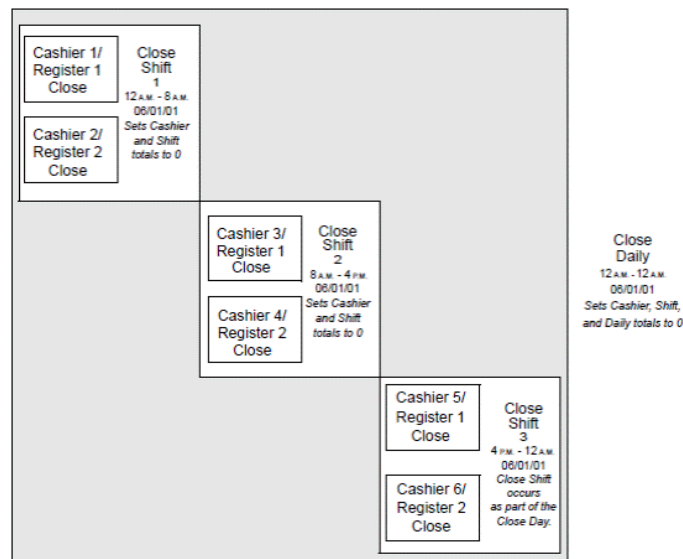 Cashier 1/
Register 1
Close
Cashier 2/
Register 2
Close
Close
Shift
1
12 A.M. - 8 A.M.
06/01/01
Sets Cashier
and Shift
totals to 0
Cashier 3/
Register 1
Close
Cashier 4/
Register 2
Close
Close
Shift
2
8 A.M. - 4 P.M.
06/01/01
Sets Cashier
and Shift
totals to 0
Cashier 5/
Register 1
Close
Cashier 6/
Register 2
Close
Close
Shift
3
4 P.M. - 12 A.M.
06/01/01
Close Shift
occurs
as part of the
Close Day.
Close
Daily
12 A.M. - 12 A.M.
06/01/01
Sets Cashier, Shift,
and Daily totals to 0